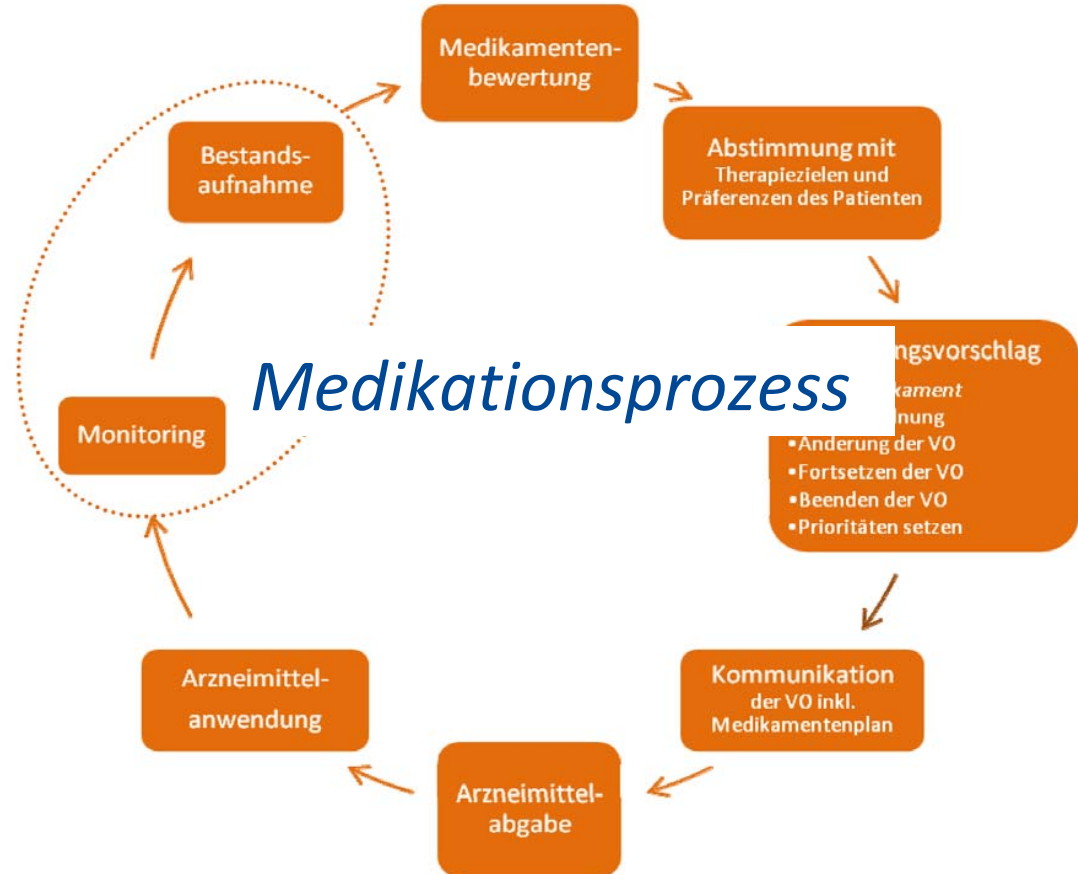 Medikamenten-
bewertung
Abstimmung mit
Therapiezielen und
Präferenzen des Patienten
ngsvorschlag
kament
nung
•Änderung der VO
•Fortsetzen der VO
•Beenden der VO
•Prioritäten setzen
Kommunikation
der VO inkl.
Medikamentenplan
Arzneimittel-
abgabe
Arzneimittel-
anwendung
Monitoring
Bestands-
aufnahme
Medikationsprozess